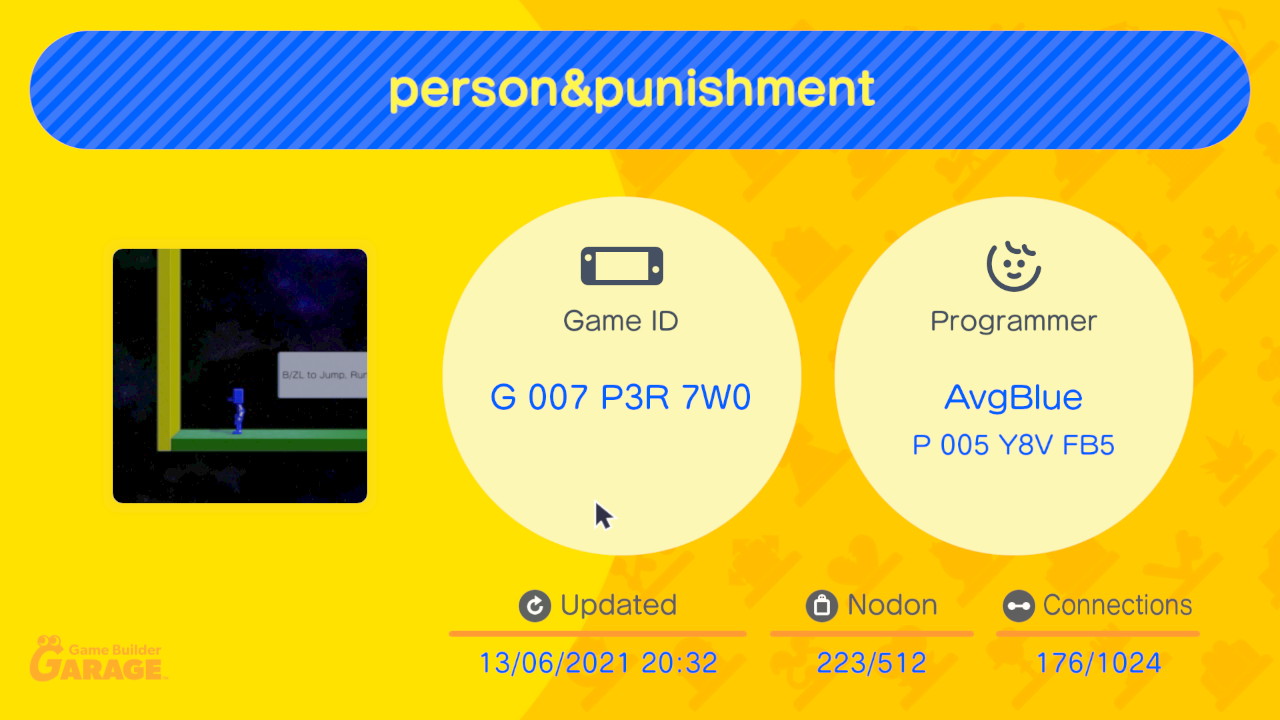 person&punishment
B/ZL to Jump, Run
Game ID
G 007 P3R 7W0
Programmer
AvgBlue
P 005 Y8V FB5
Updated
Nodon
Connections
13/06/2021 20:32
223/512
176/1024
Game Builder
GARAGE